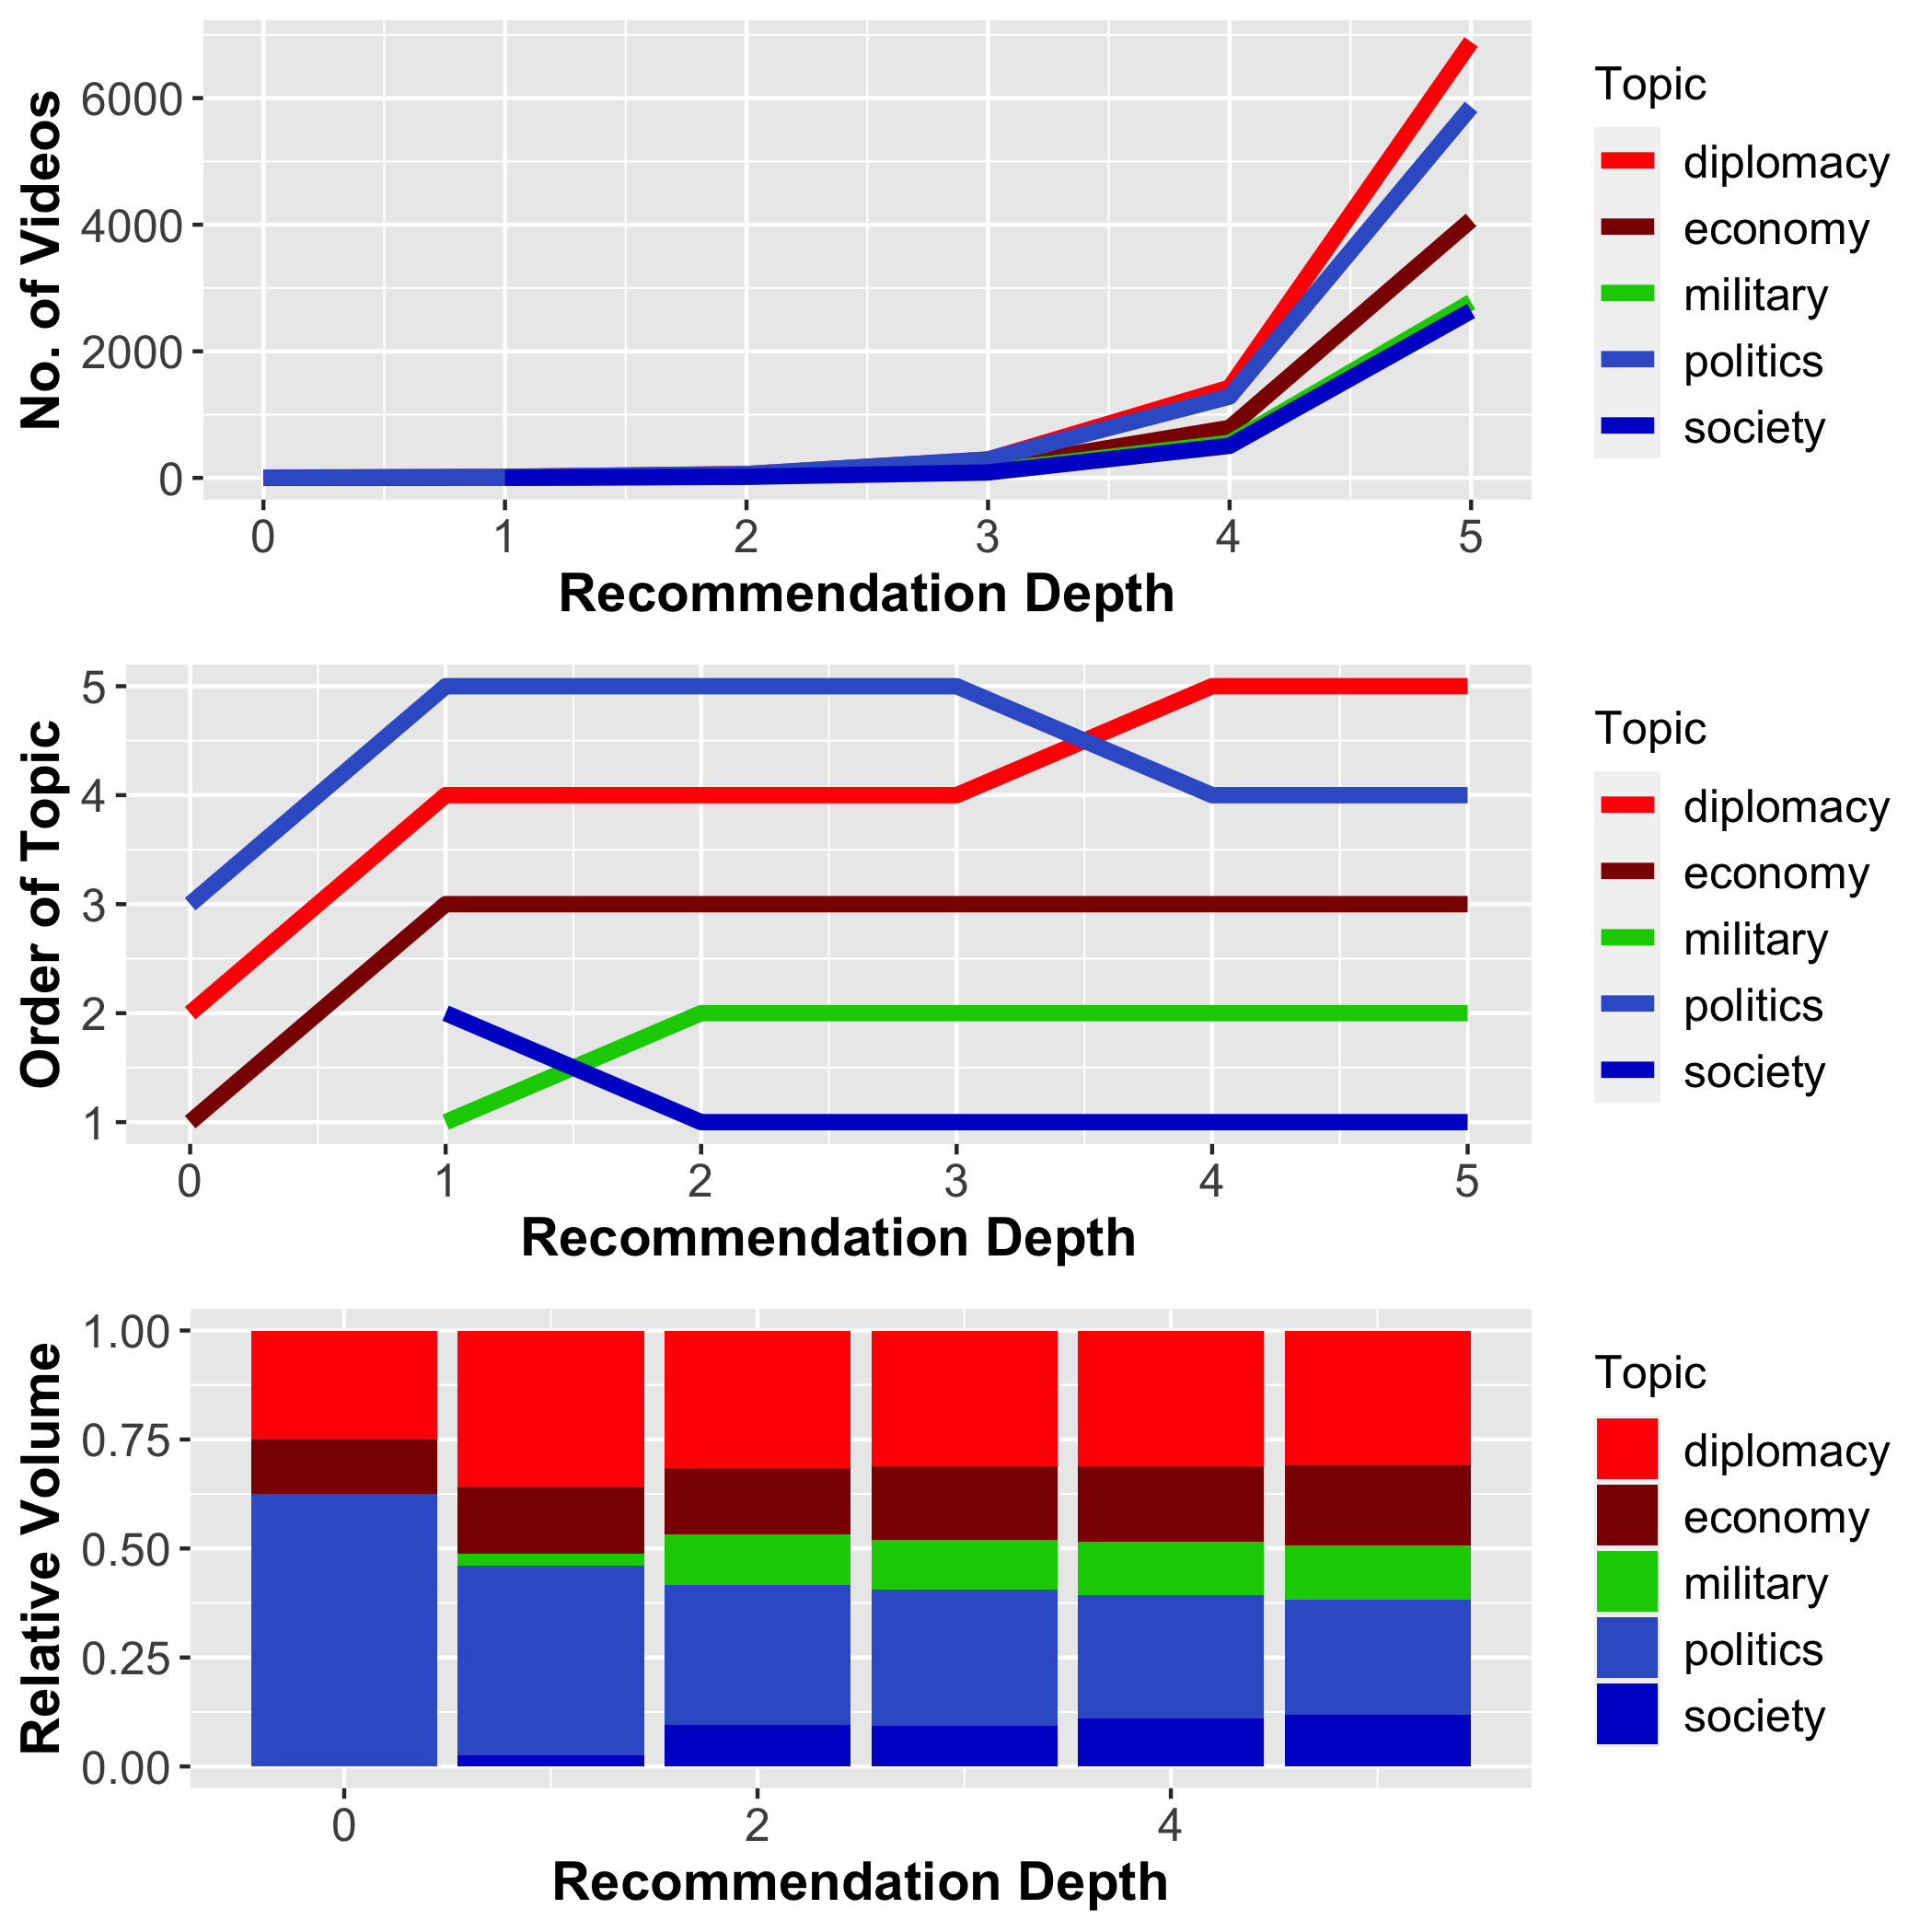 No. of Videos
6000
4000
2000
0
0 1 2 3 4 5
Recommendation Depth
Topic
diplomacy
economy
military
politics
society
Order of Topic
5
4
3
2
1
0 1 2 3 4 5
Recommendation Depth
Topic
diplomacy
economy
military
politics
society
Relative Volume
1.00
0.75
0.50
0.25
0.00
0 2 4
Recommendation Depth
Topic
diplomacy
economy
military
politics
society